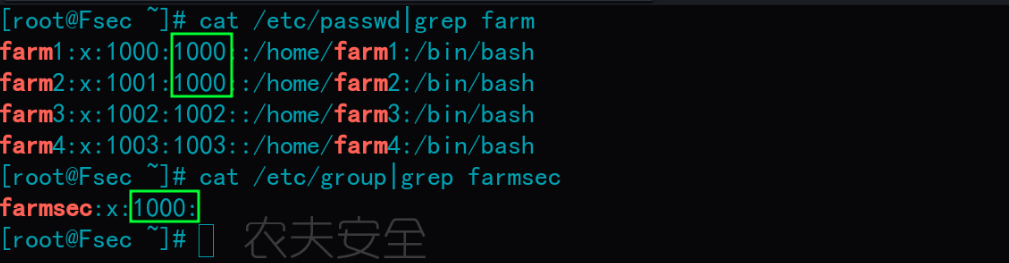 [root@Fsec ~]# cat /etc/passwd|grep farm
farm1:x:1000:1000::/home/farm1:/bin/bash
farm2:x:1001:1000::/home/farm2:/bin/bash
farm3:x:1002:1002::/home/farm3:/bin/bash
farm4:x:1003:1003::/home/farm4:/bin/bash
[root@Fsec ~]# cat /etc/group|grep farmsec
farmsec:x:1000:
[root@Fsec ~]#
农夫安全